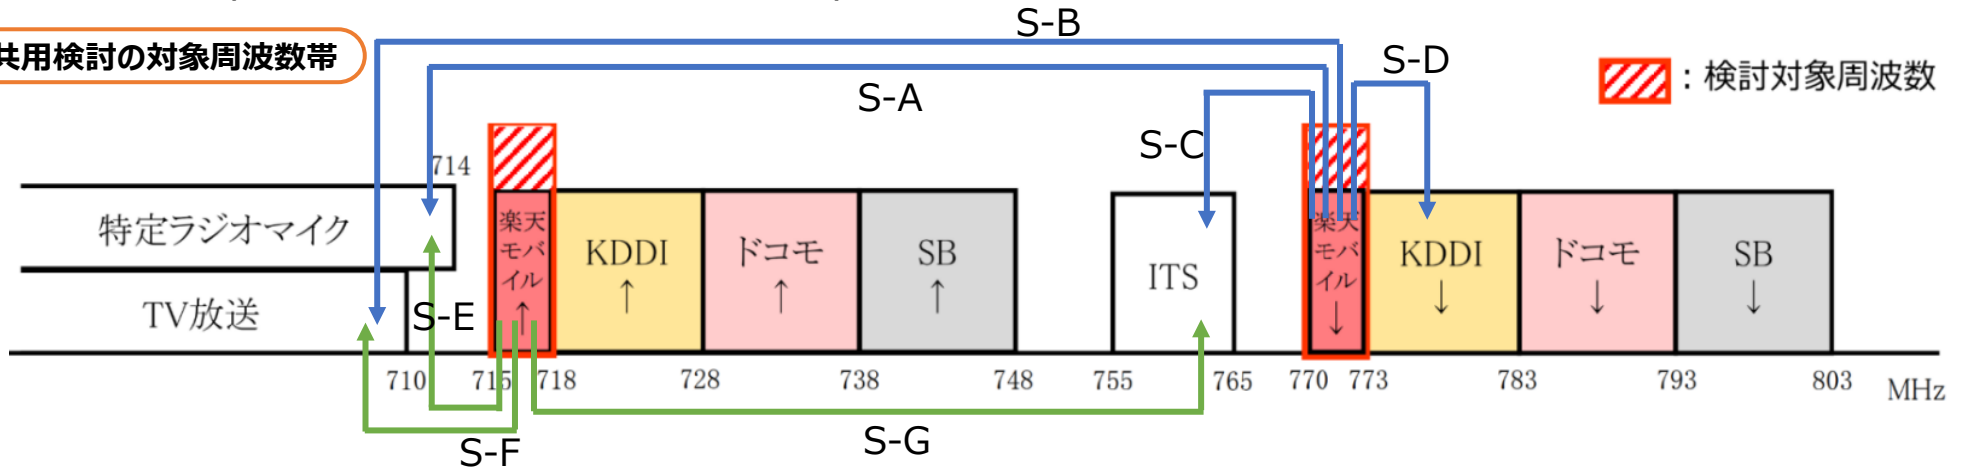 S-B
共用検討の対象周波数帯
S-D
：検討対象周波数
S-A
S-C
714
特定ラジオマイク
楽天
モバ
イル
↑
KDDI
↑
ドコモ
↑
SB
↑
ITS
楽天
モバ
イル
↓
KDDI
↓
ドコモ
↓
SB
↓
TV放送
S-E
710
715
718
728
738
748
755
765
770
773
783
793
803
MHz
S-F
S-G